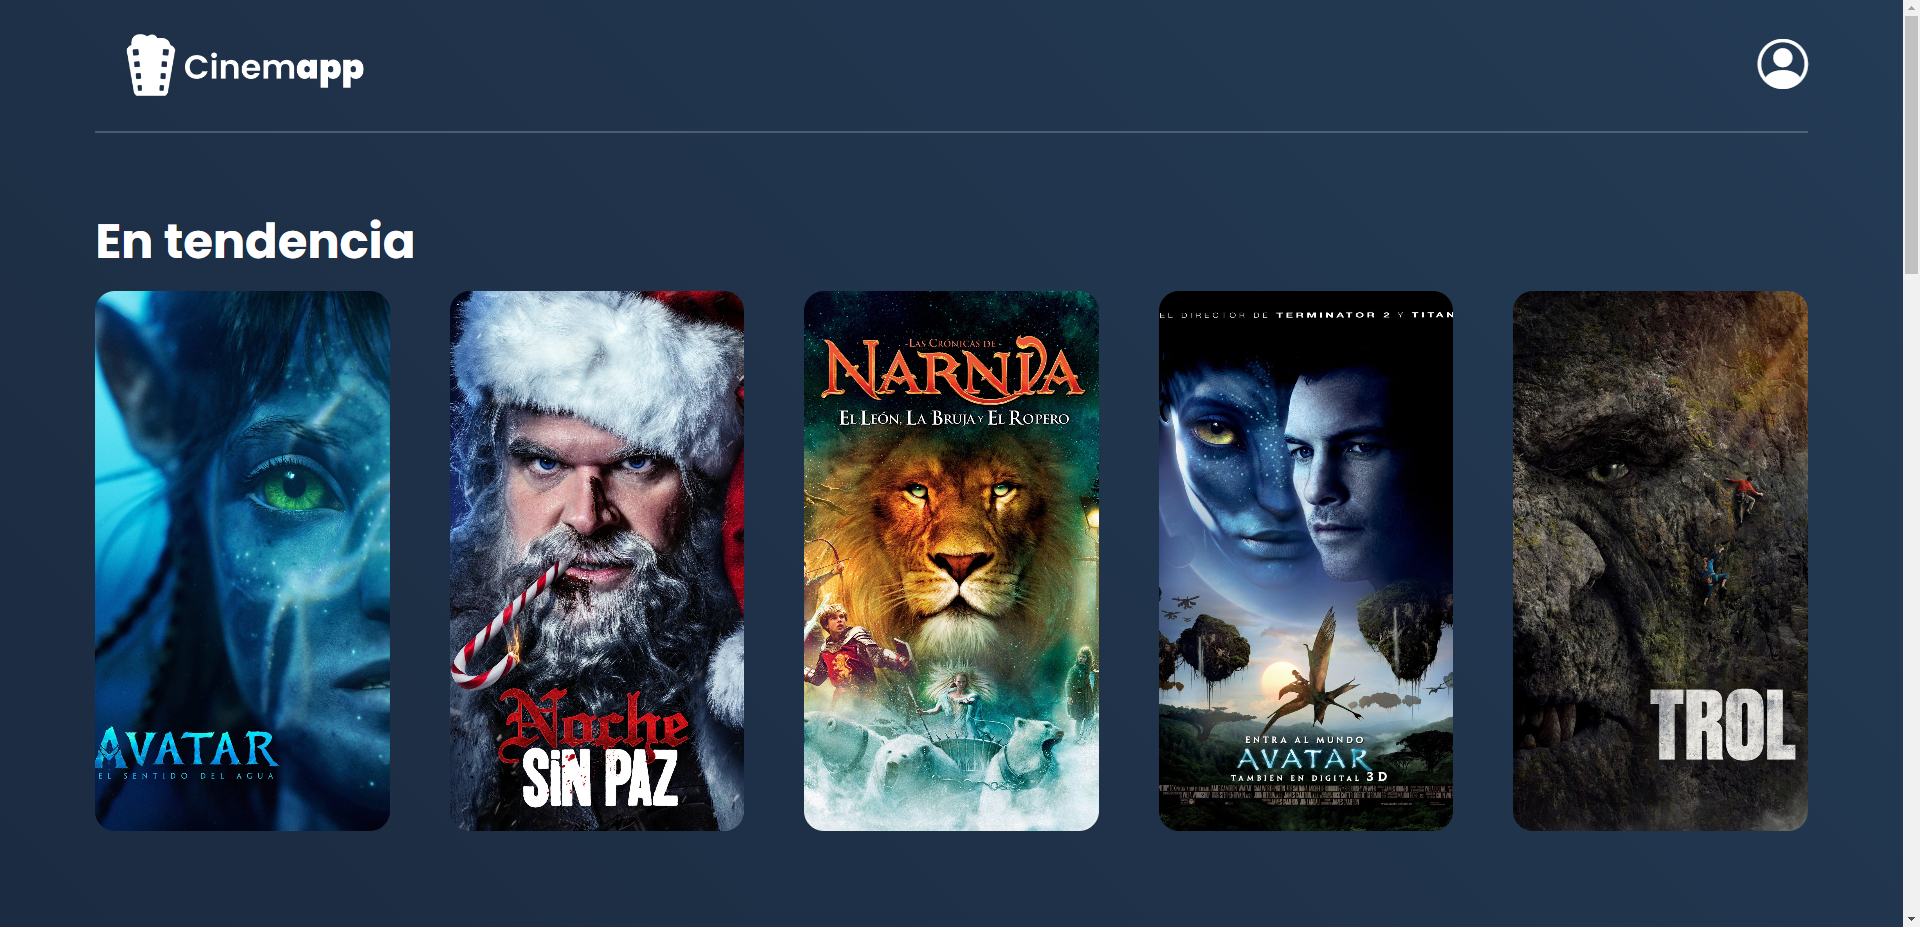 Cinemapp
En tendencia
AVATAR
EL SENTIDO DEL AGUA
Noche
SIN PAZ
-LAS CRÓNICAS DE-
NARNIA
EL LEÓN, LA BRUJA Y EL ROPERO
EL DIRECTOR DE TERMINATOR 2 Y TITAN
ENTRA AL MUNDO
AVATAR
TAMBIÉN EN DIGITAL 3D
TROL